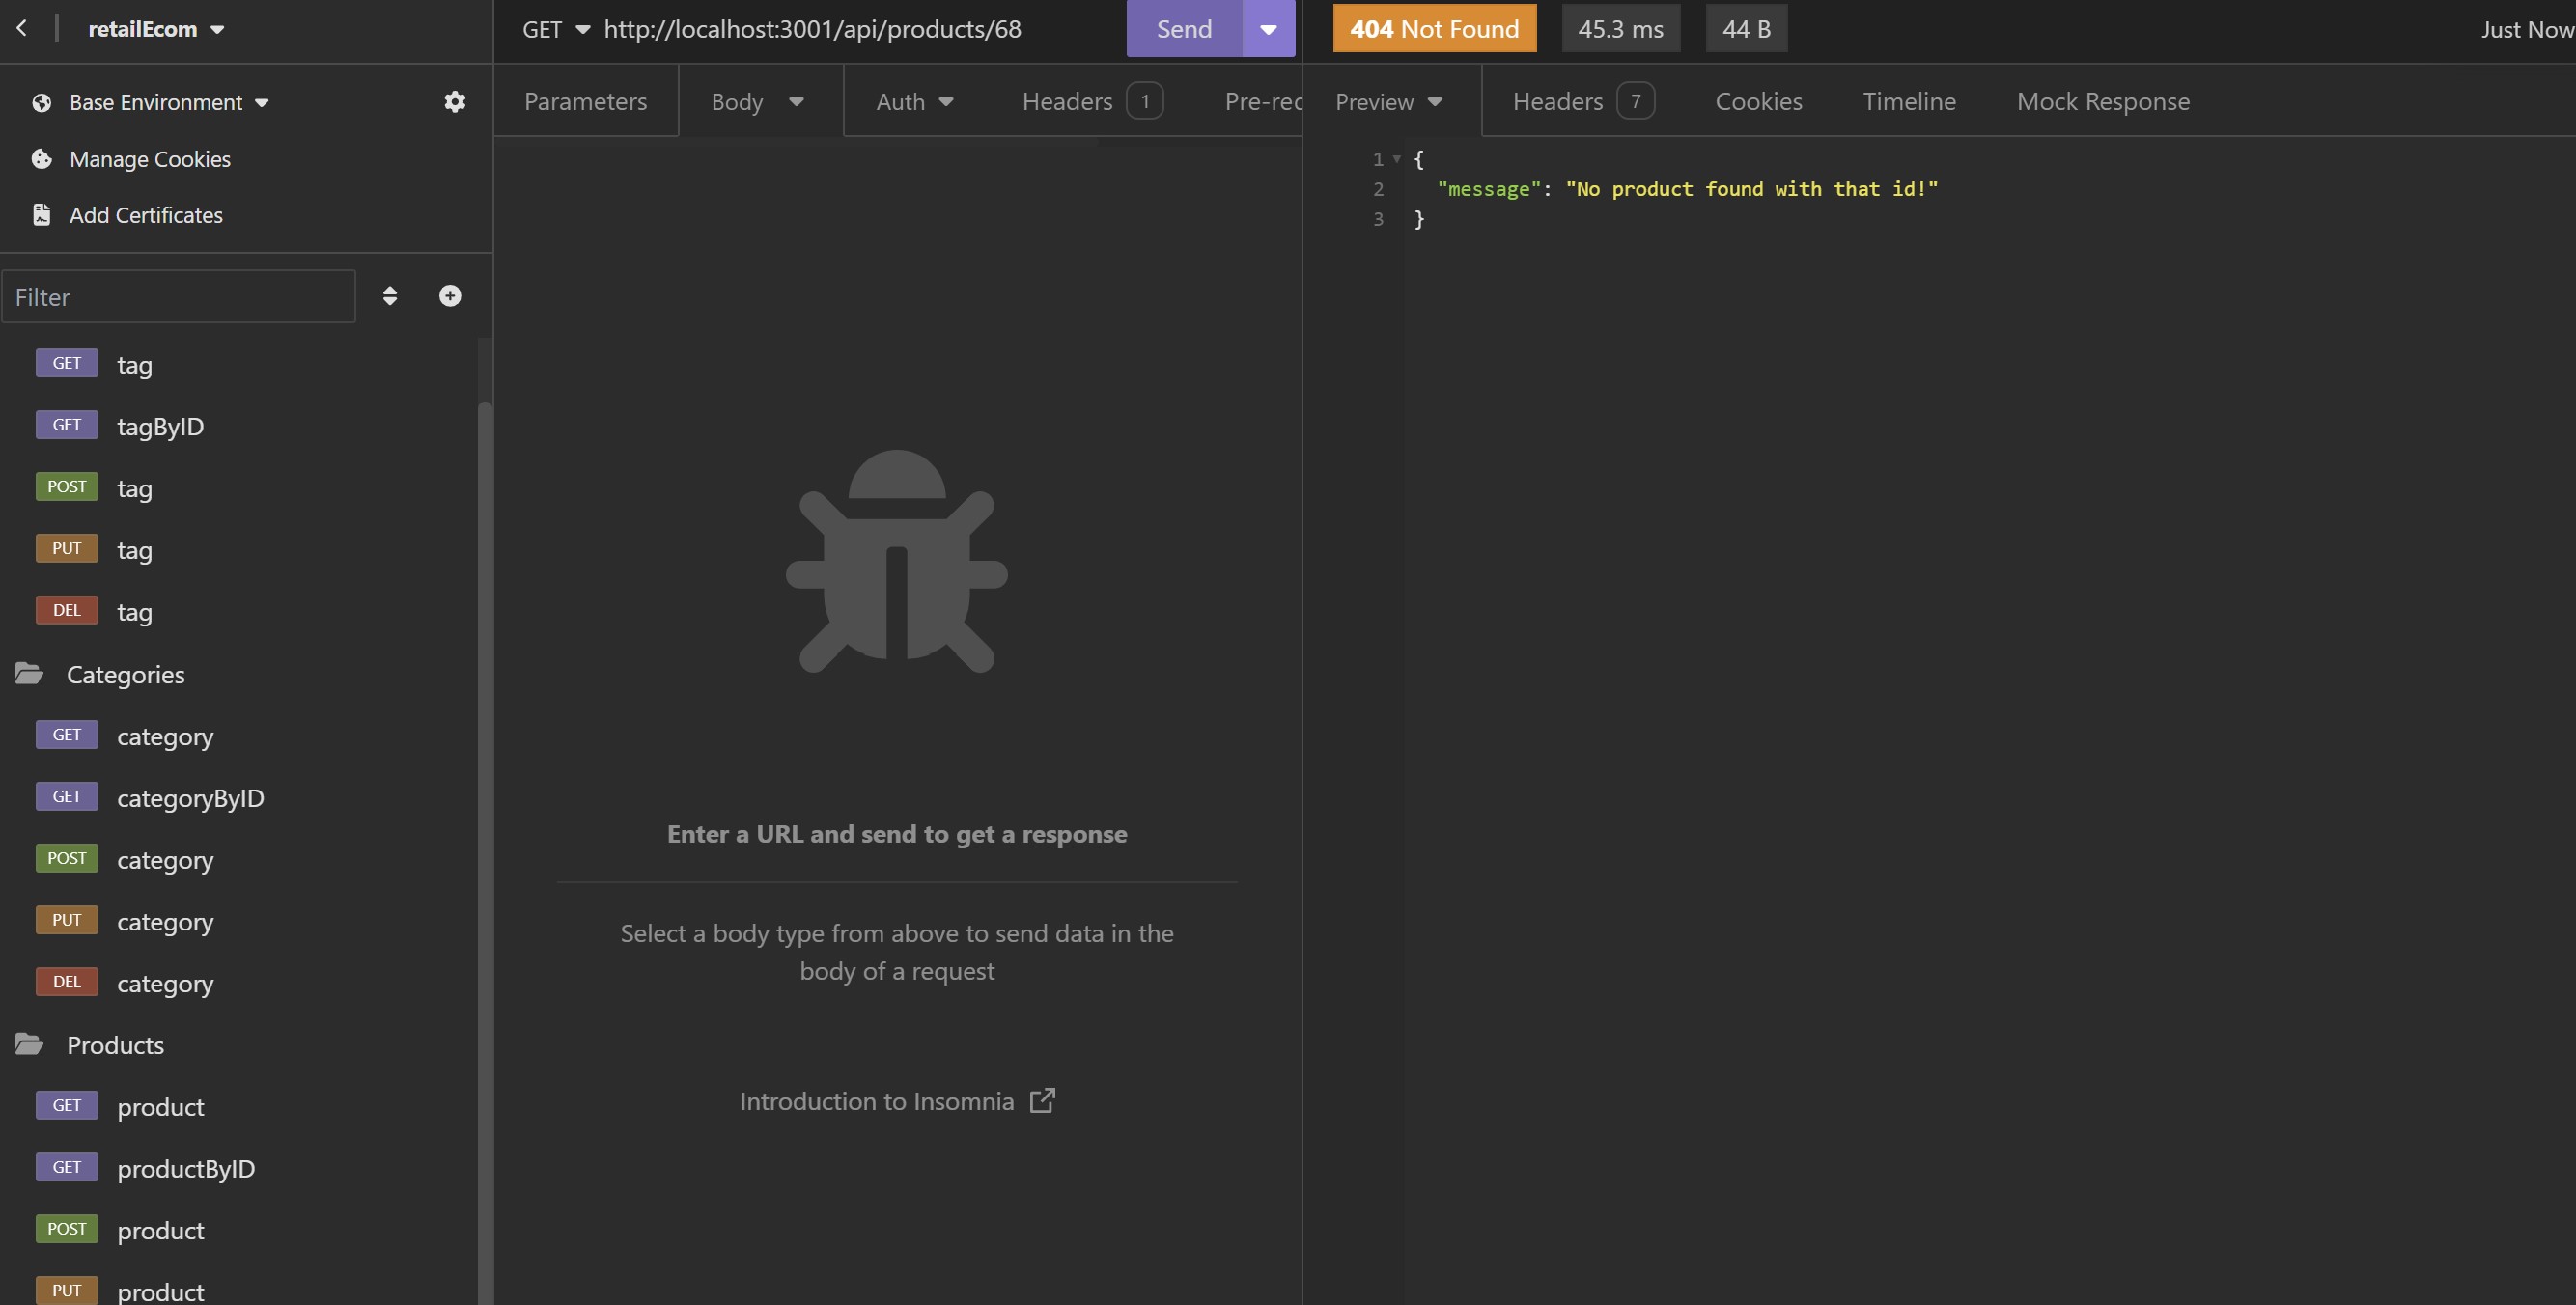 retailEcom
Base Environment
Manage Cookies
Add Certificates
Filter
GET tag
GET tagByID
POST tag
PUT tag
DEL tag
Categories
GET category
GET categoryByID
POST category
PUT category
DEL category
Products
GET product
GET productByID
POST product
PUT product
GET http://localhost:3001/api/products/68 Send
Parameters Body Auth Headers 1 Pre-req
Enter a URL and send to get a response
Select a body type from above to send data in the
body of a request
Introduction to Insomnia
404 Not Found 45.3 ms 44 B Just Now
Preview Headers 7 Cookies Timeline Mock Response
1 {
2 "message": "No product found with that id!"
3 }